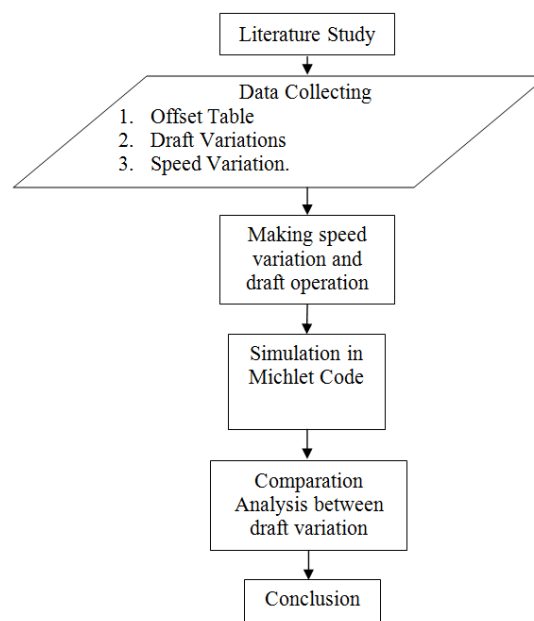 Literature Study
Data Collecting
1. Offset Table
2. Draft Variations
3. Speed Variation.
Making speed
variation and
draft operation
Simulation in
Michlet Code
Comparation
Analysis between
draft variation
Conclusion